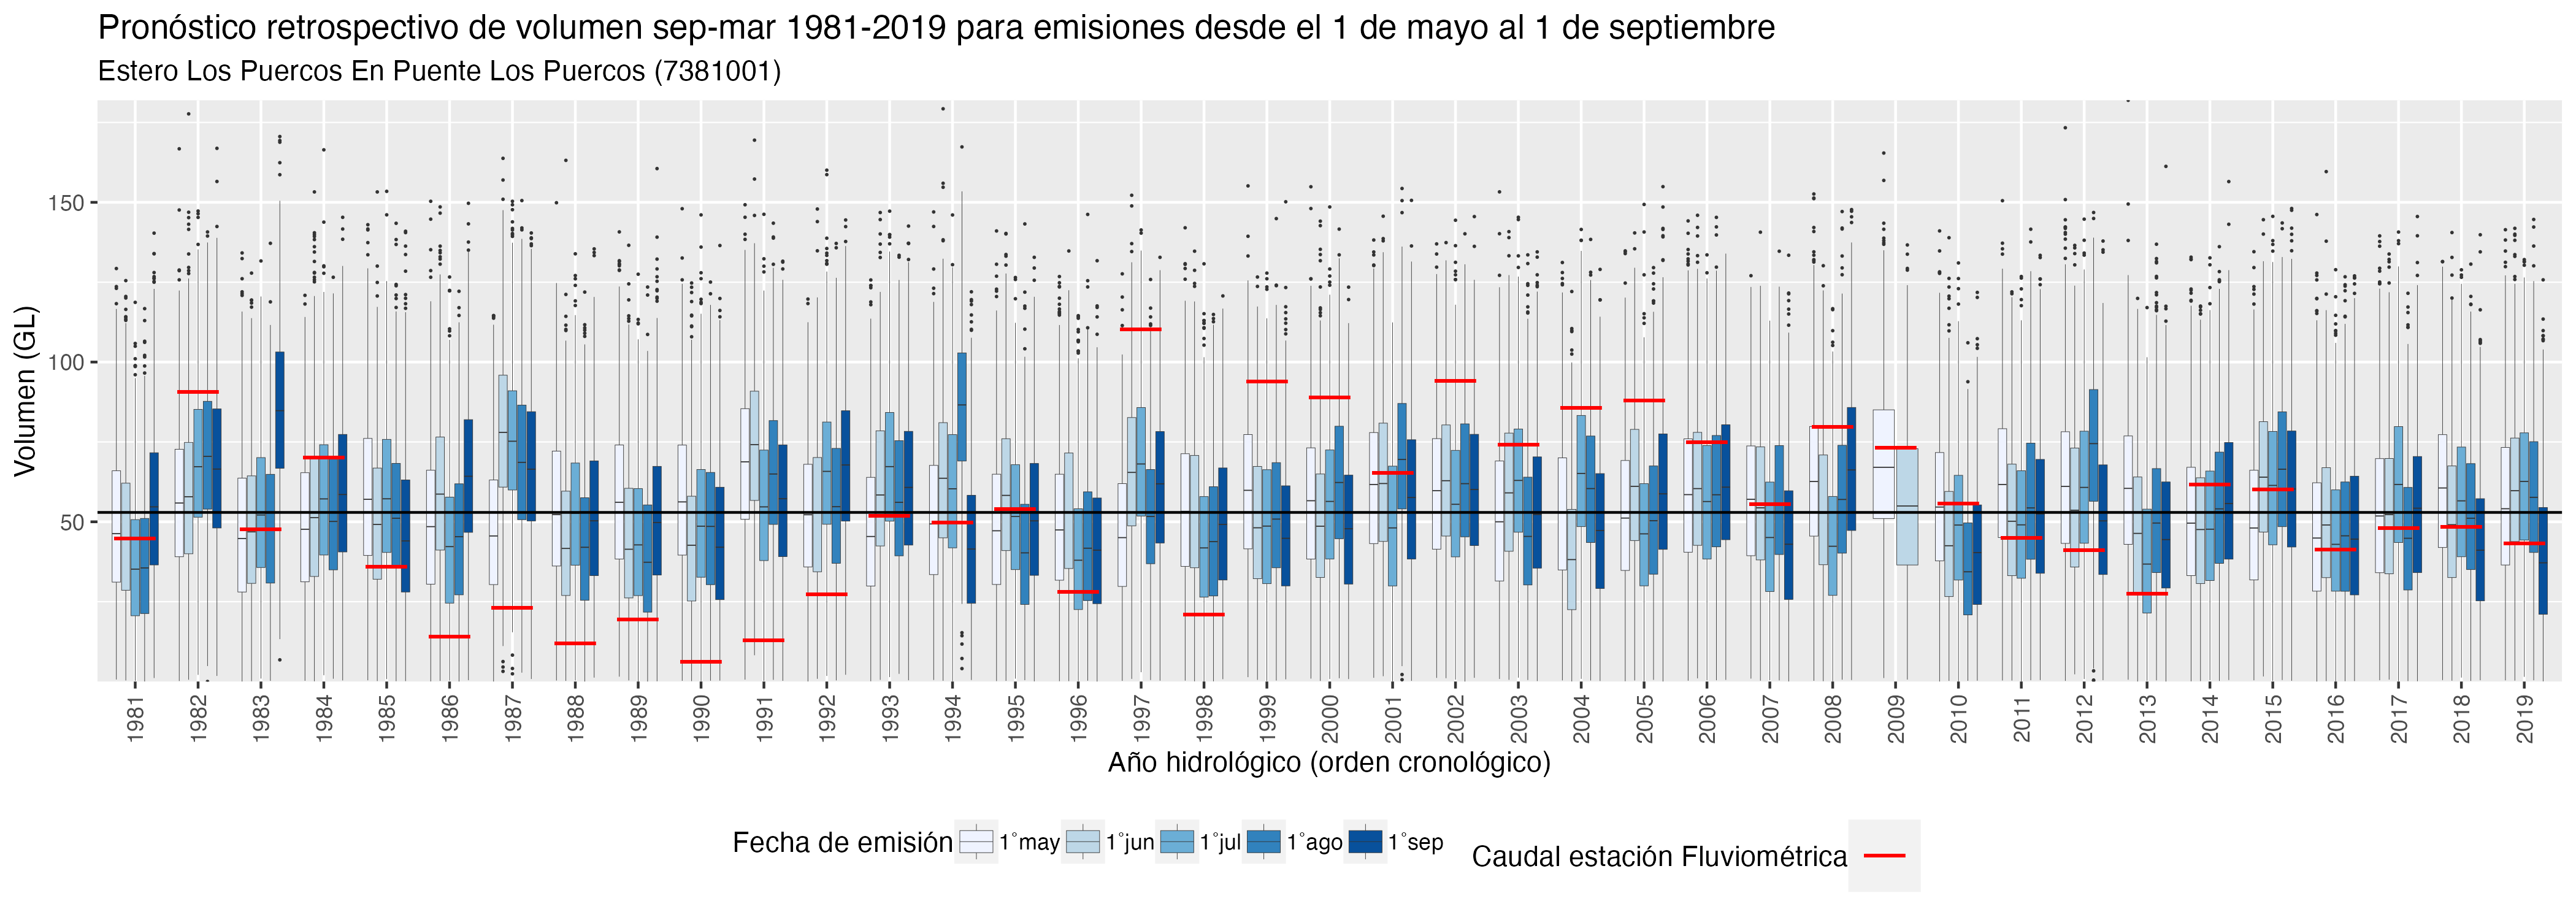 Pronóstico retrospectivo de volumen sep-mar 1981-2019 para emisiones desde el 1 de mayo al 1 de septiembre
Estero Los Puercos En Puente Los Puercos (7381001)
Volumen (GL)
150
100
50
1981 1982 1983 1984 1985 1986 1987 1988 1989 1990 1991 1992 1993 1994 1995 1996 1997 1998 1999 2000 2001 2002 2003 2004 2005 2006 2007 2008 2009 2010 2011 2012 2013 2014 2015 2016 2017 2018 2019
Año hidrológico (orden cronológico)
Fecha de emisión 1°may 1°jun 1°jul 1°ago 1°sep Caudal estación Fluviométrica